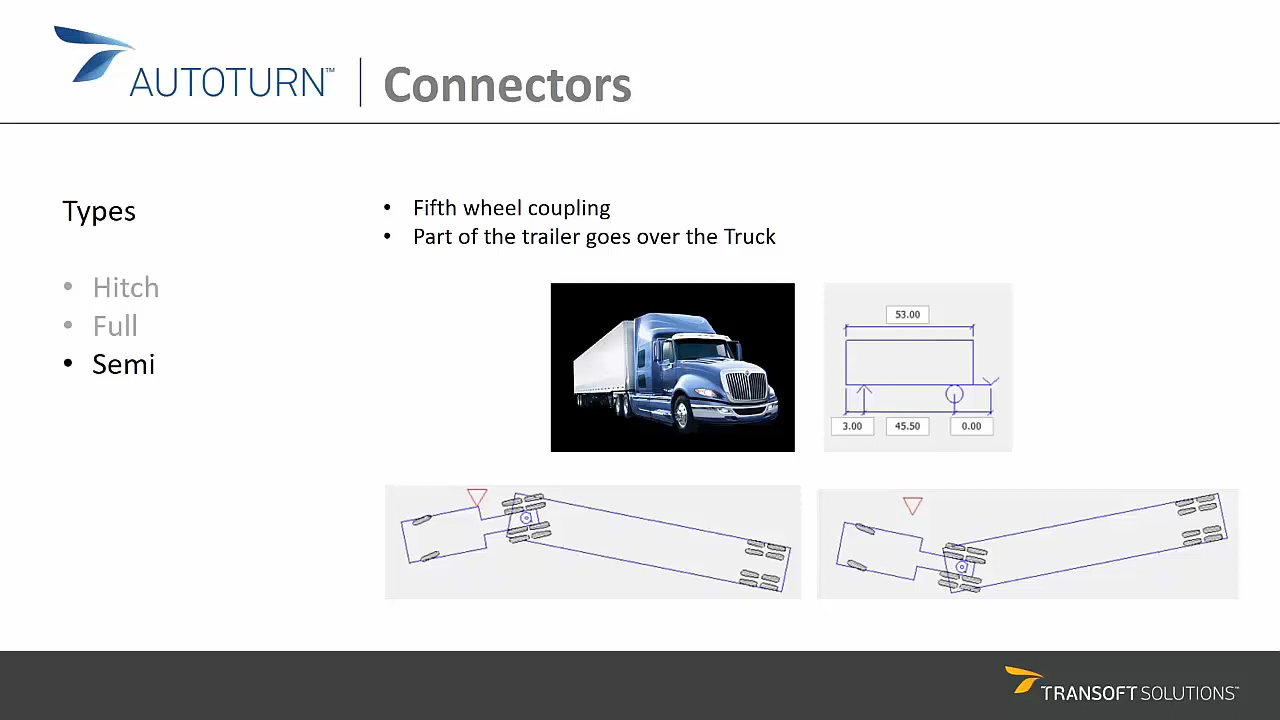 AUTOTURN™
Connectors
Types
• Hitch
• Full
• Semi
• Fifth wheel coupling
• Part of the trailer goes over the Truck
53.00
3.00
45.50
0.00
TRANSOFT SOLUTIONS™